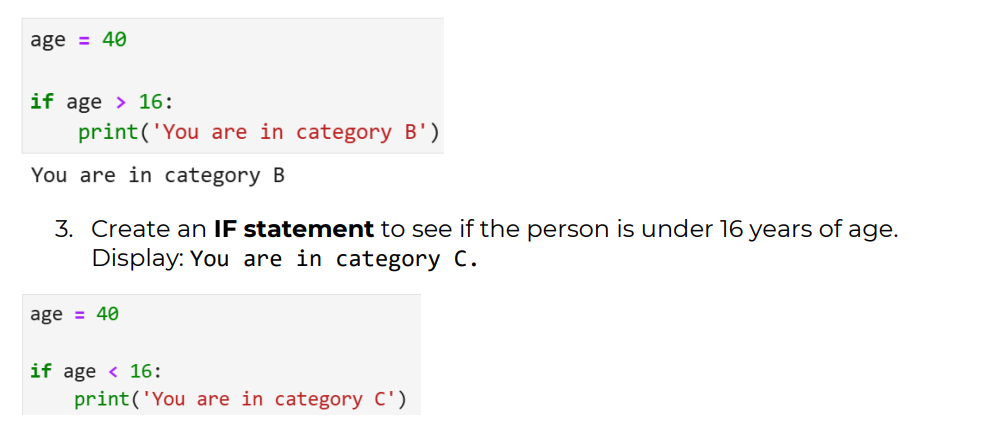 age = 40
if age > 16:
    print('You are in category B')
You are in category B
3. Create an IF statement to see if the person is under 16 years of age.
Display: You are in category C.
age = 40
if age < 16:
    print('You are in category C')